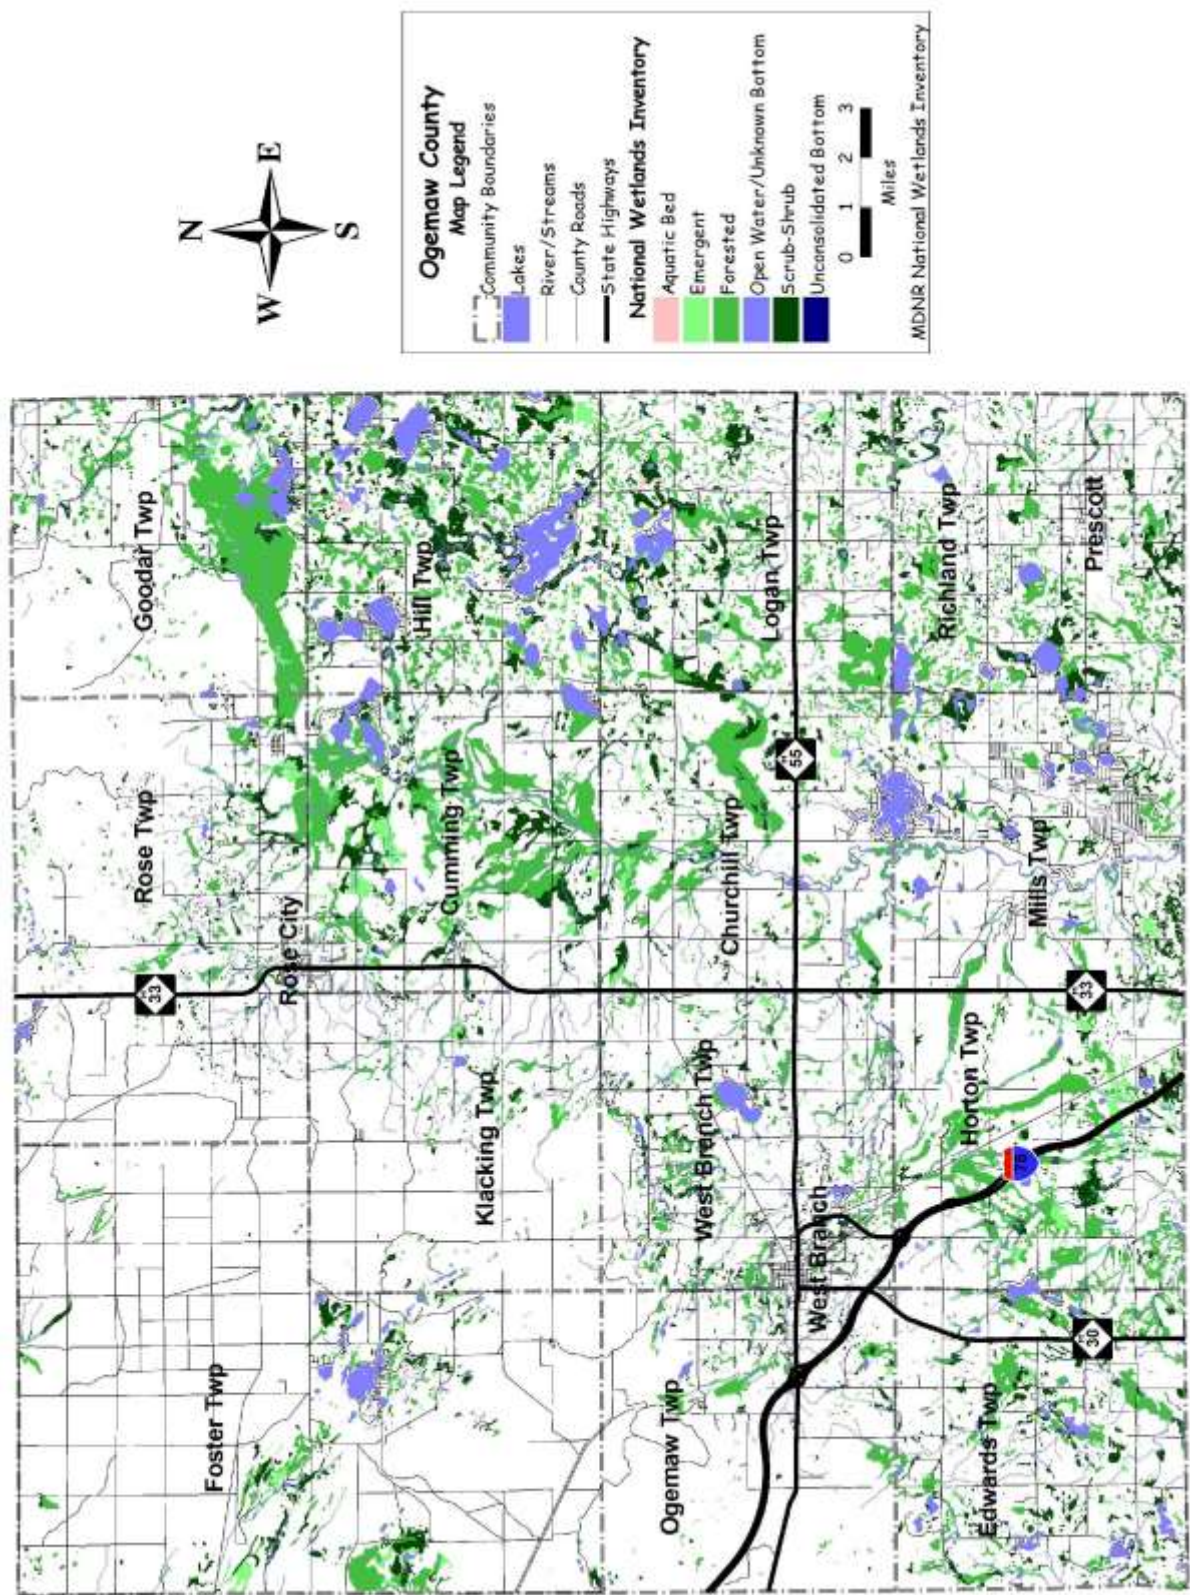 N
W
E
S
Ogemaw County
Map Legend
Community Boundaries
Lakes
River/Streams
County Roads
State Highways
National Wetlands Inventory
Aquatic Bed
Emergent
Forested
Open Water/Unknown Bottom
Scrub-Shrub
Unconsolidated Bottom
0 1 2 3
Miles
MDNR National Wetlands Inventory
Foster Twp
Klacking Twp
Rose City
Rose Twp
Cumming Twp
Goodar Twp
Hill Twp
33
Ogemaw Twp
West Branch Twp
West Branch
Churchill Twp
Logan Twp
55
Edwards Twp
Horton Twp
Mills Twp
Richland Twp
Prescott
30
75
33